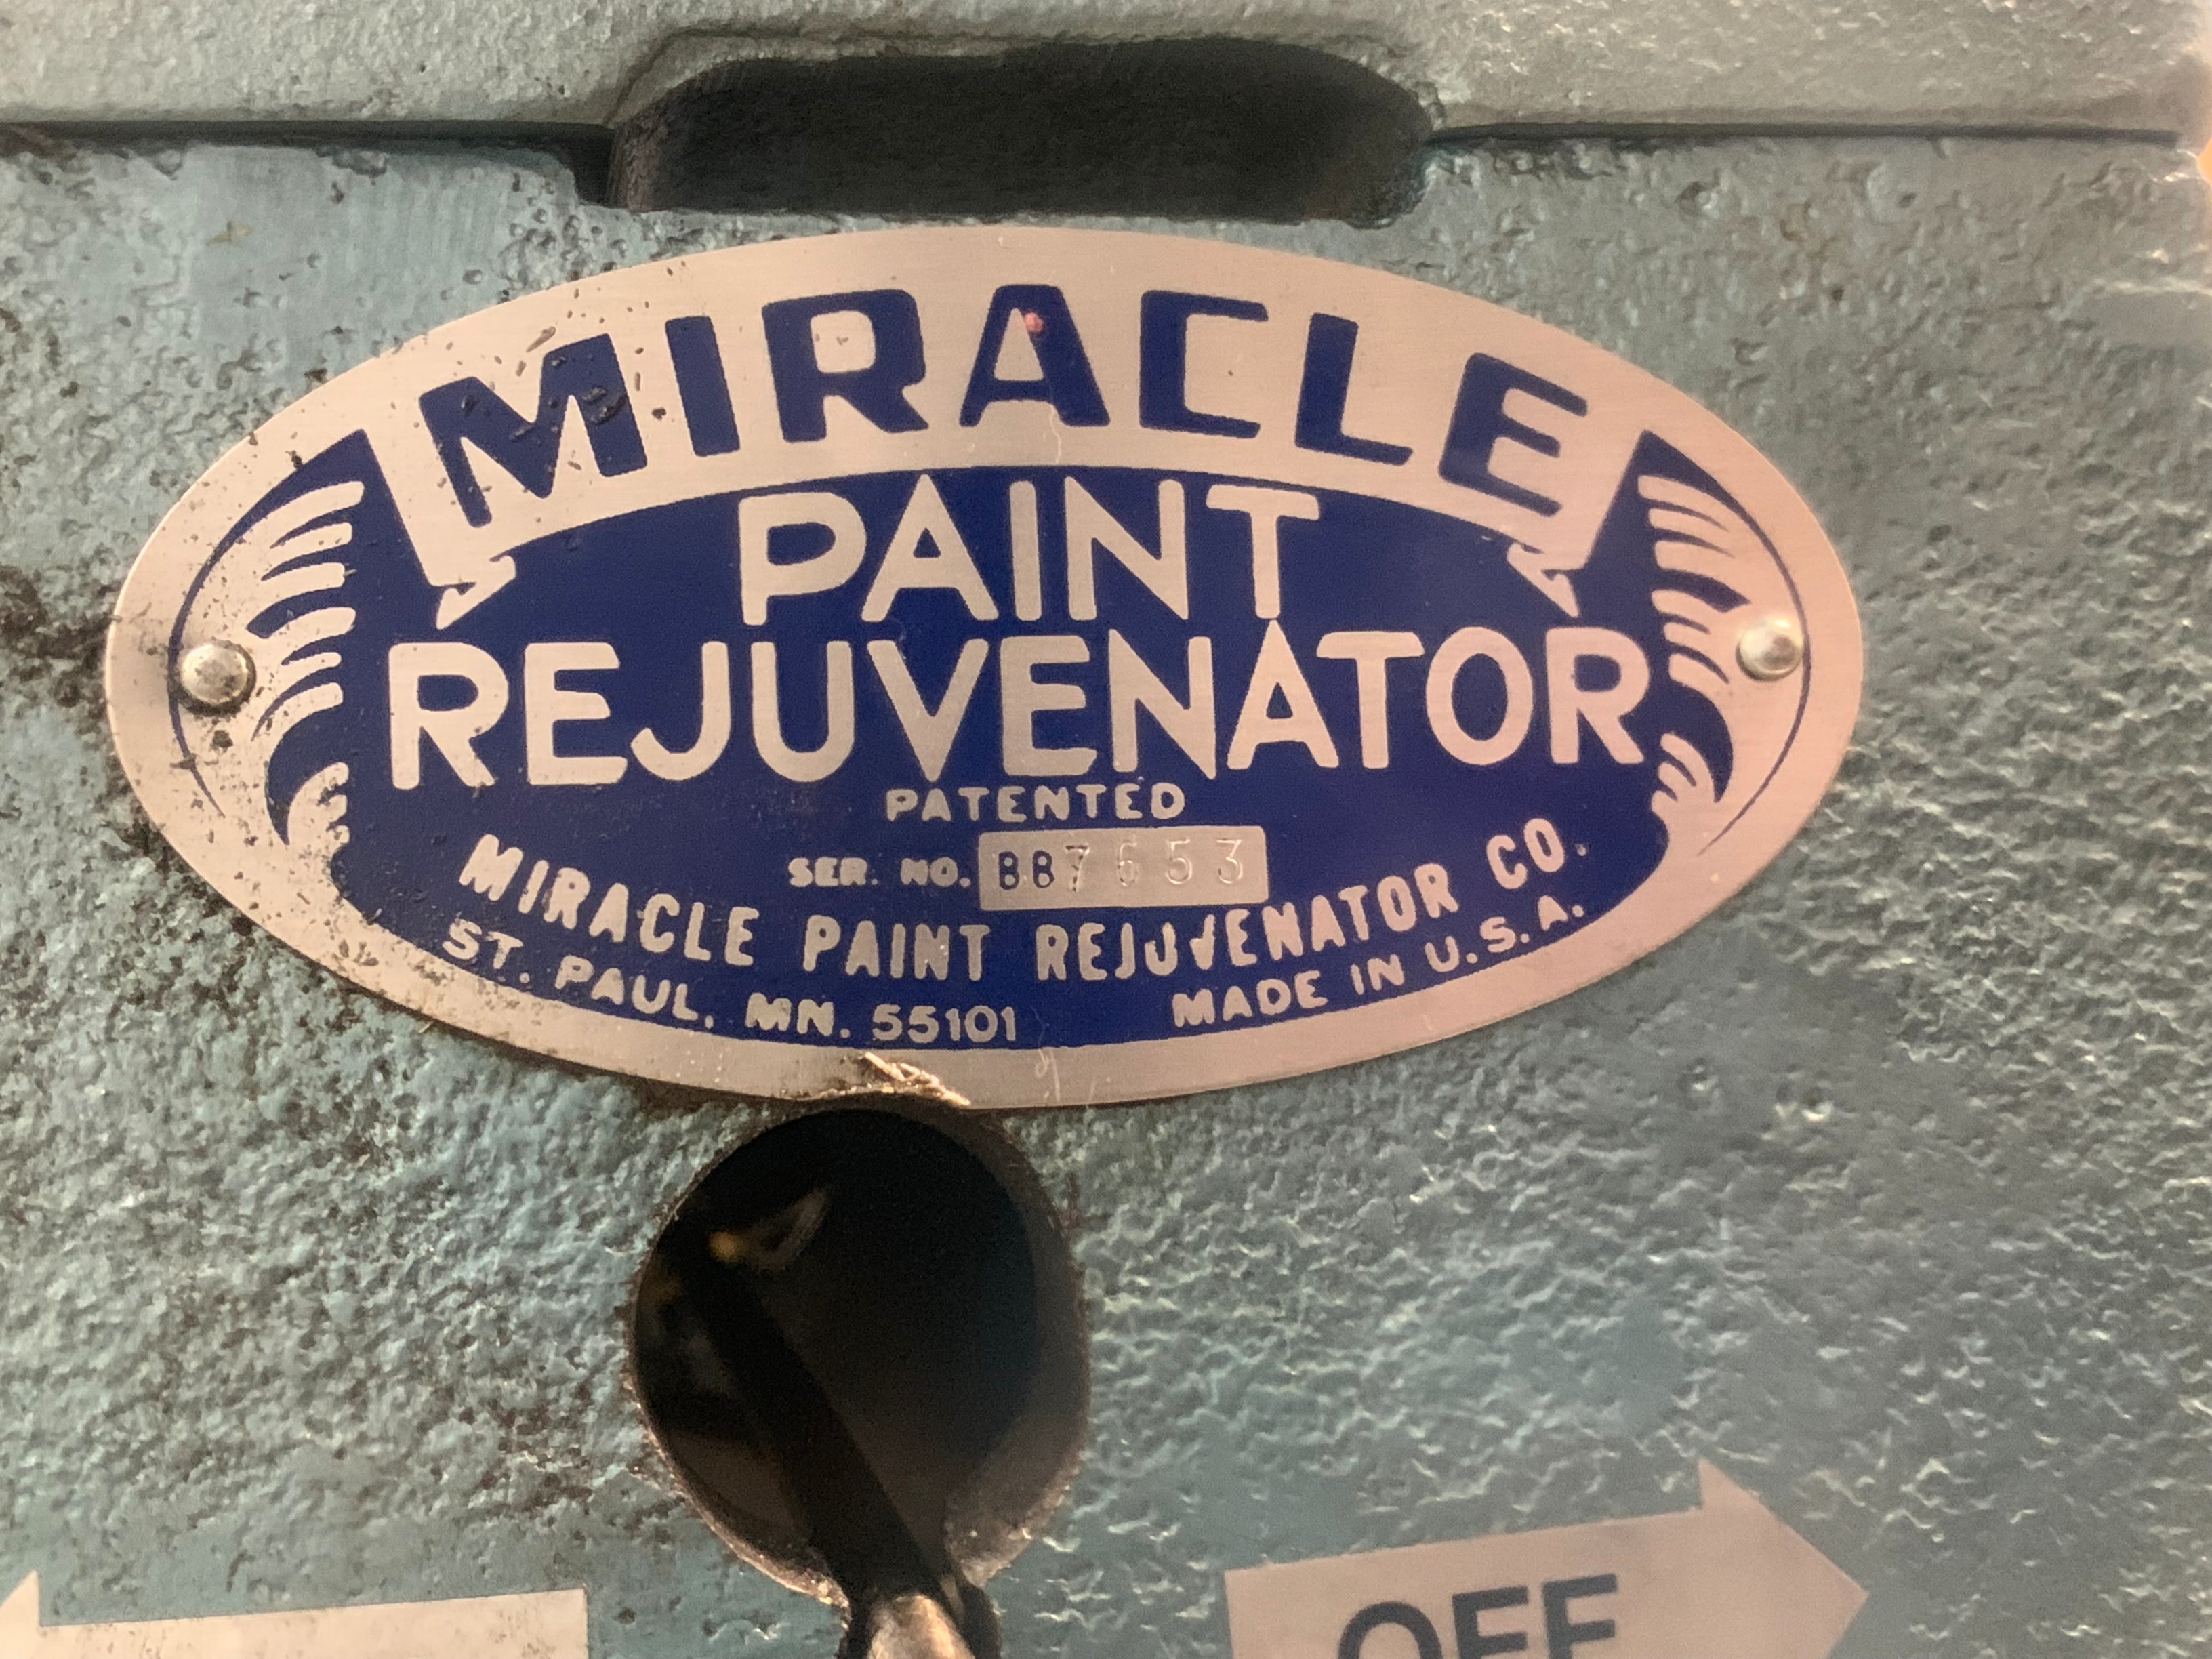 MIRACLE
PAINT
REJUVENATOR
PATENTED
SER. NO. BB7653
MIRACLE PAINT REJUVENATOR CO.
ST. PAUL, MN. 55101 MADE IN U.S.A.
OFF